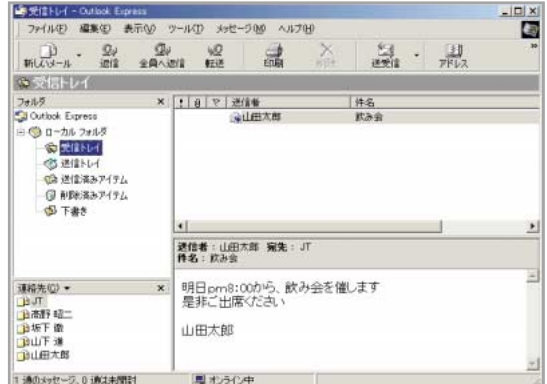 受信トレイ - Outlook Express
ファイル(F) 編集(E) 表示(V) ツール(T) メッセージ(M) ヘルプ(H)
新しいメール 返信 全員へ返信 転送 印刷 削除 送受信 アドレス
受信トレイ
フォルダ
Outlook Express
ローカル フォルダ
受信トレイ
送信トレイ
送信済みアイテム
削除済みアイテム
下書き
連絡先(C)
JT
高野 昭二
坂下 徹
山下 進
山田太郎
送信者 件名
山田太郎 飲み会
送信者: 山田太郎 宛先: JT
件名: 飲み会
明日pm8:00から、飲み会を催します
是非ご出席ください
山田太郎
1 通のメッセージ、0 通は未開封 オンライン中